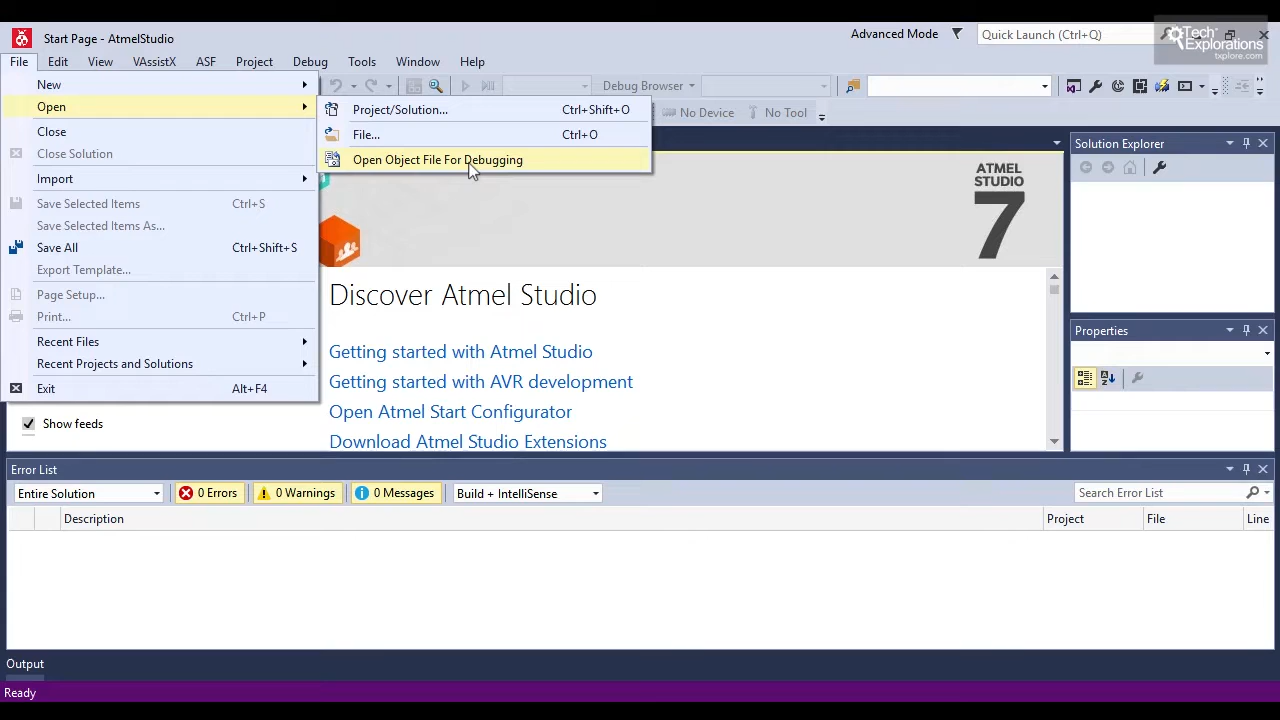 Start Page - AtmelStudio
Advanced Mode
Quick Launch (Ctrl+Q)
Tech Explorations
txplore.com
File Edit View VAssistX ASF Project Debug Tools Window Help
Debug Browser
No Device No Tool
New
Open
Close
Close Solution
Import
Save Selected Items Ctrl+S
Save Selected Items As...
Save All Ctrl+Shift+S
Export Template...
Page Setup...
Print... Ctrl+P
Recent Files
Recent Projects and Solutions
Exit Alt+F4
Project/Solution... Ctrl+Shift+O
File... Ctrl+O
Open Object File For Debugging
ATMEL
STUDIO
7
Discover Atmel Studio
Getting started with Atmel Studio
Getting started with AVR development
Open Atmel Start Configurator
Download Atmel Studio Extensions
Show feeds
Solution Explorer
Properties
Error List
Entire Solution 0 Errors 0 Warnings 0 Messages Build + IntelliSense Search Error List
Description Project File Line
Output
Ready